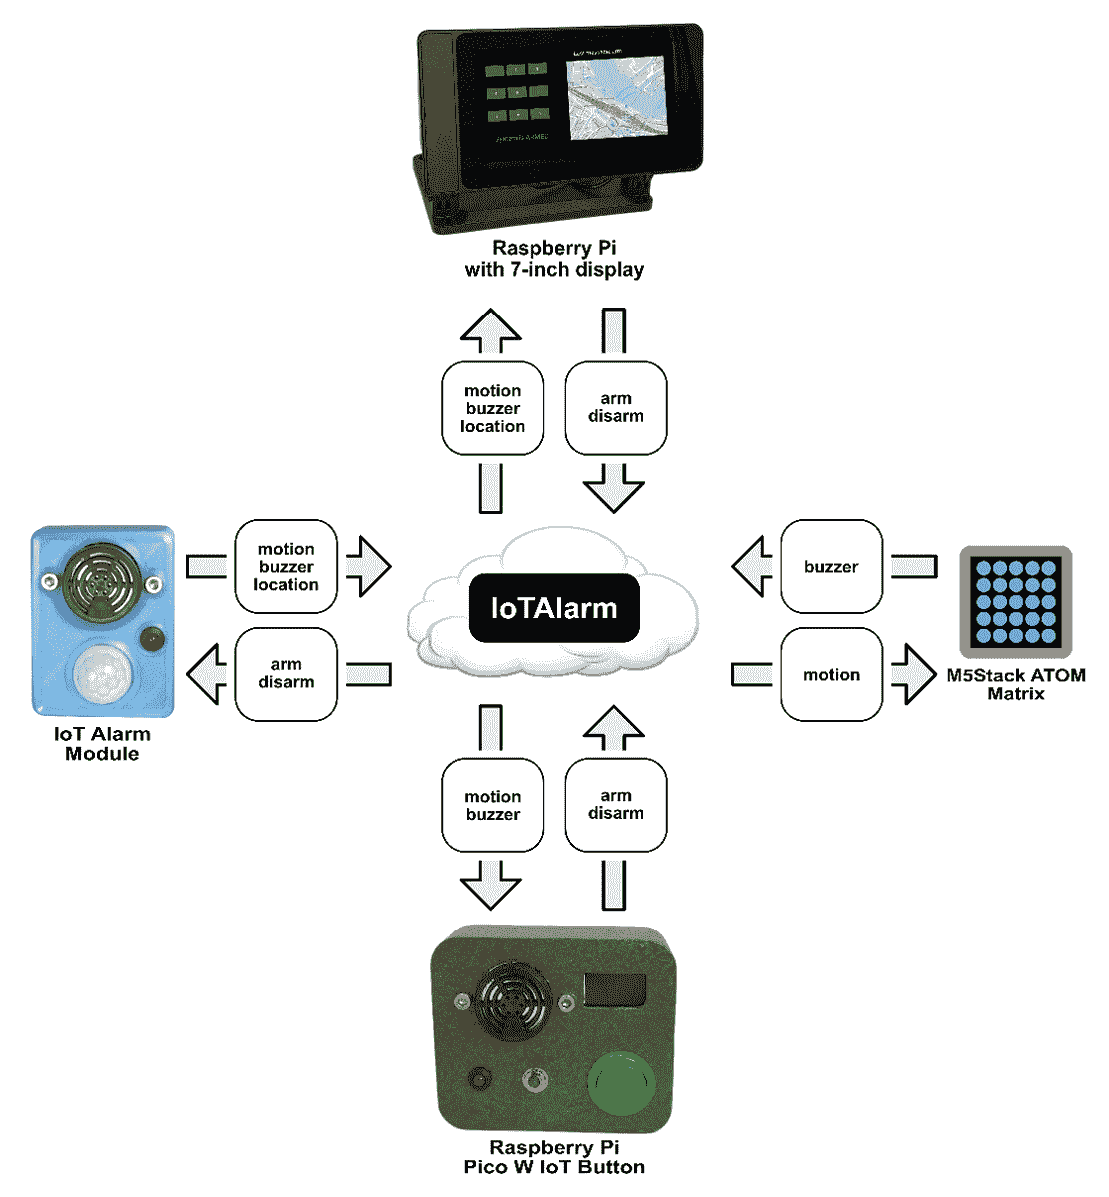 Raspberry Pi
with 7-inch display
motion
buzzer
location
arm
disarm
motion
buzzer
location
buzzer
IoTAlarm
arm
disarm
motion
M5Stack ATOM
Matrix
IoT Alarm
Module
motion
buzzer
arm
disarm
Raspberry Pi
Pico W IoT Button